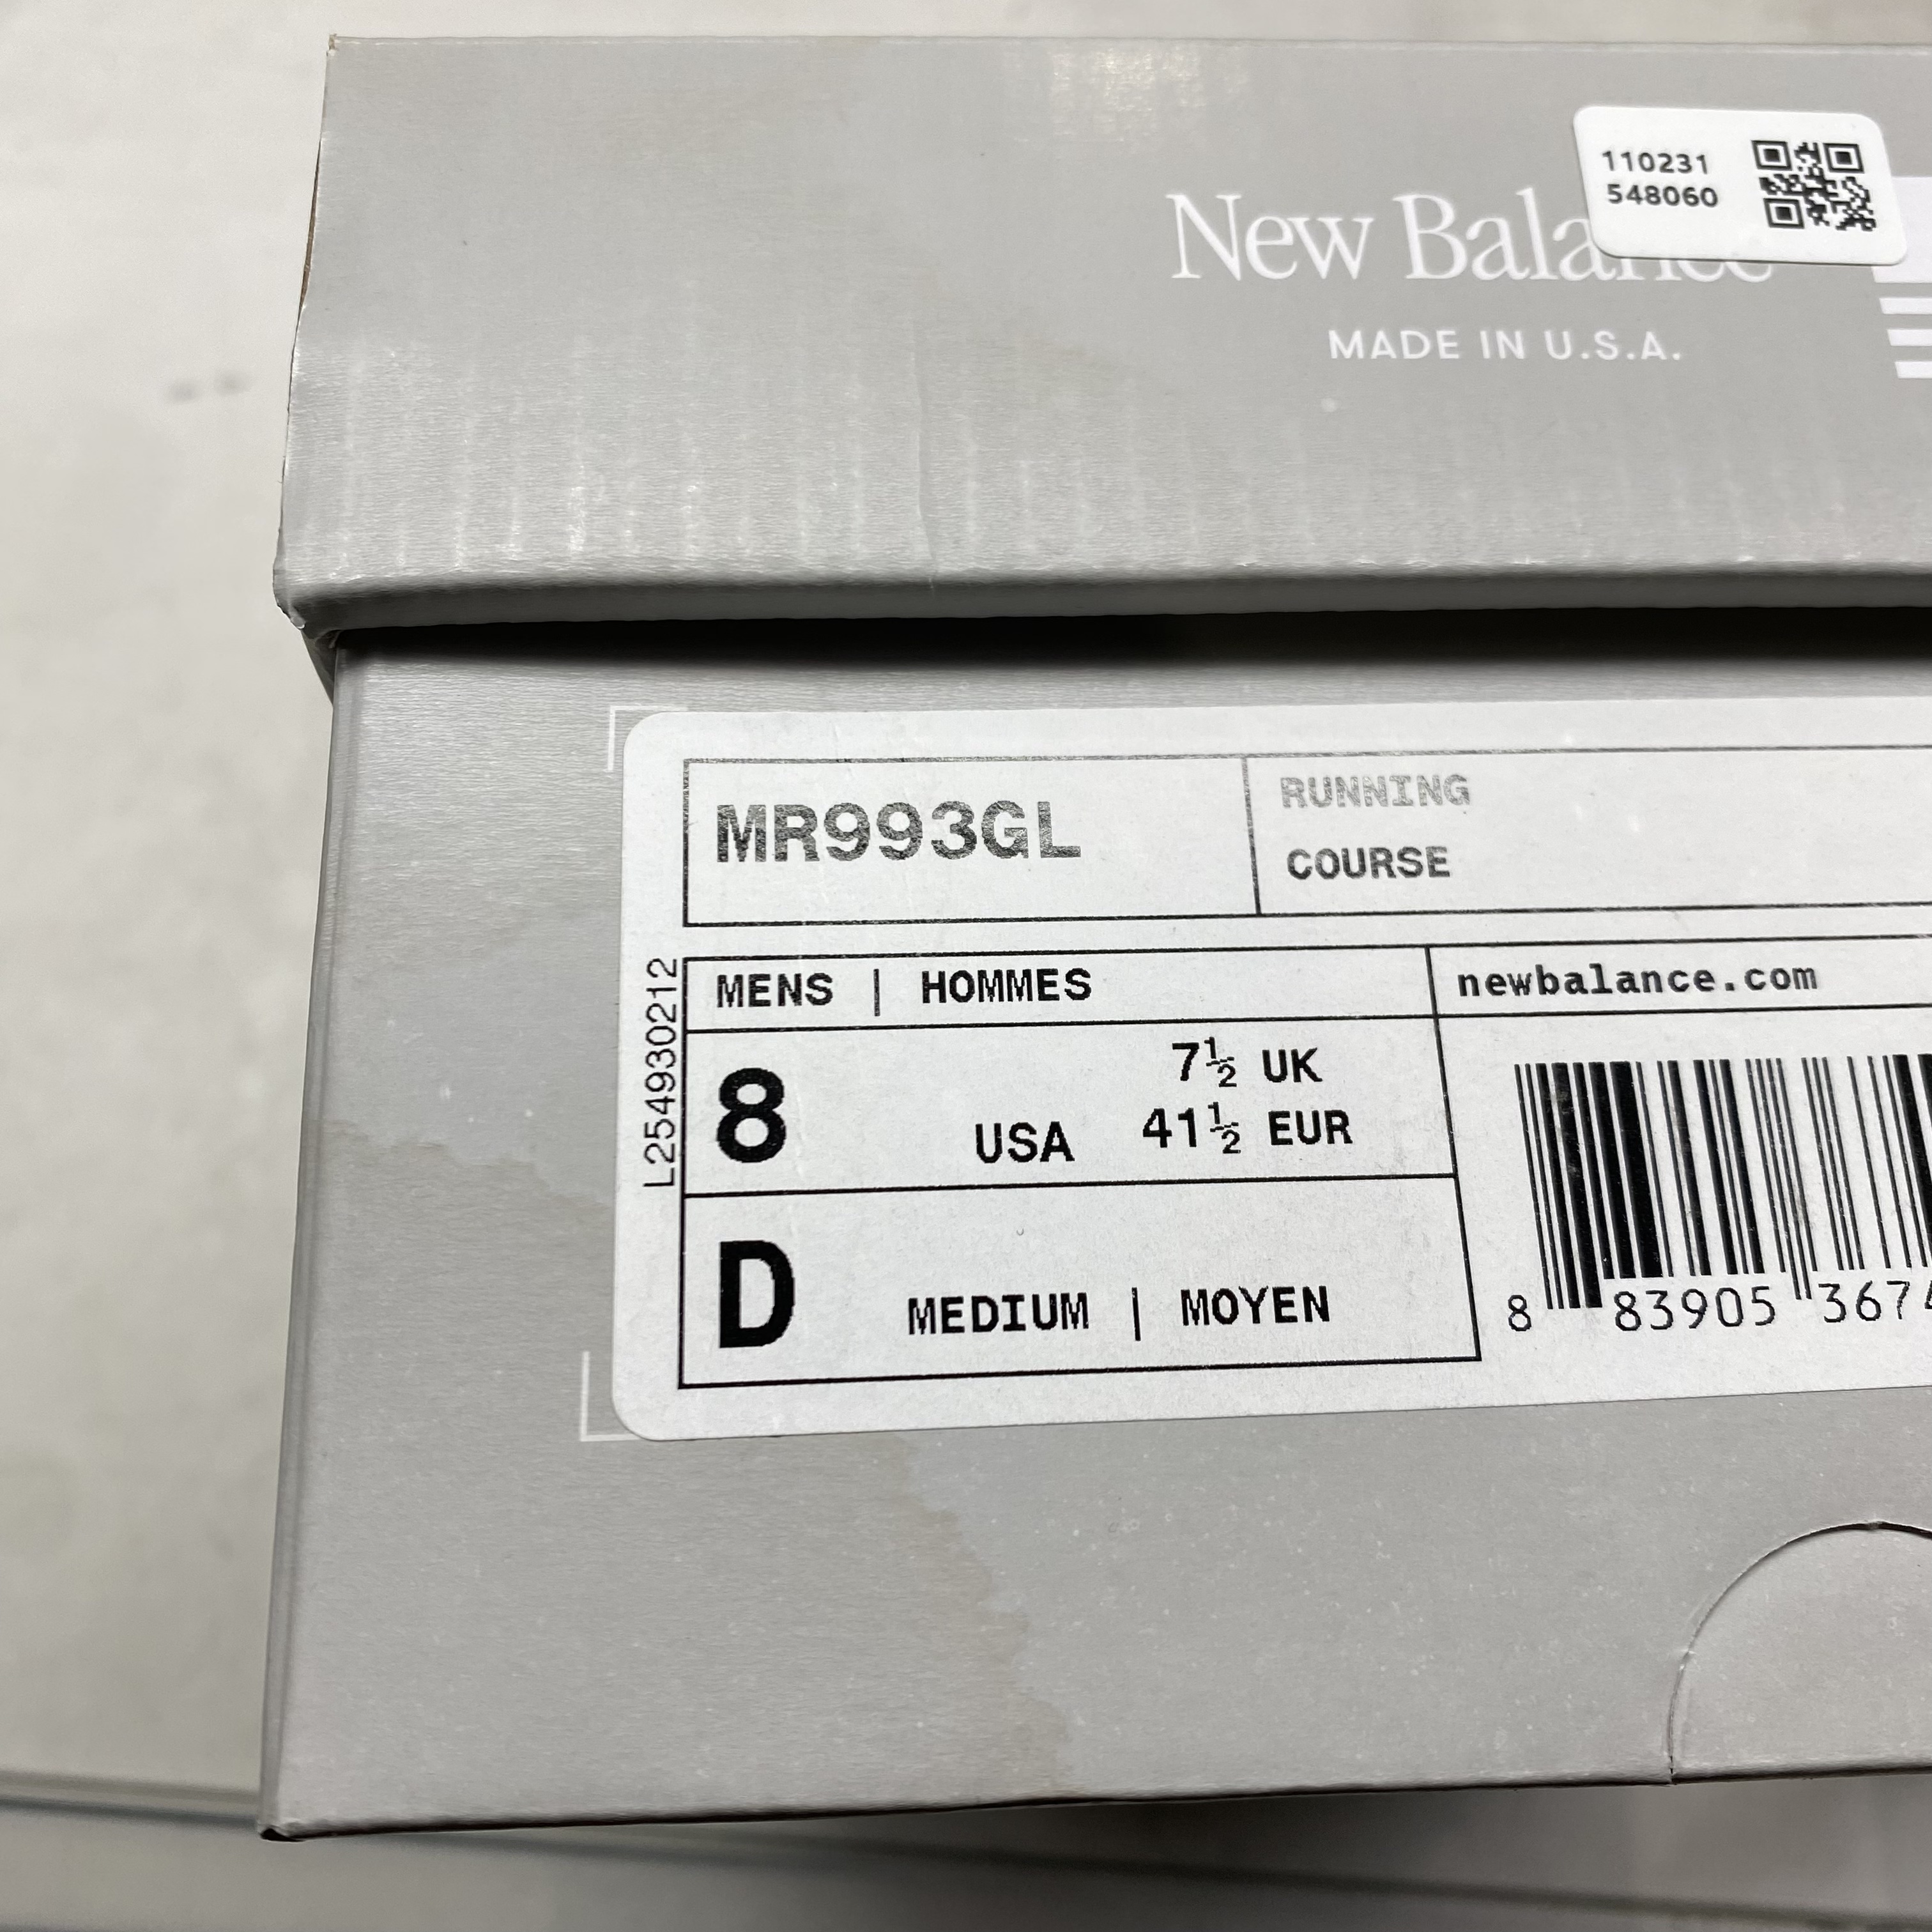 110231
548060
New Balance
MADE IN U.S.A.
MR993GL
RUNNING
COURSE
L254930212
MENS | HOMMES
newbalance.com
8 USA
7½ UK
41½ EUR
D MEDIUM | MOYEN
8 83905 367